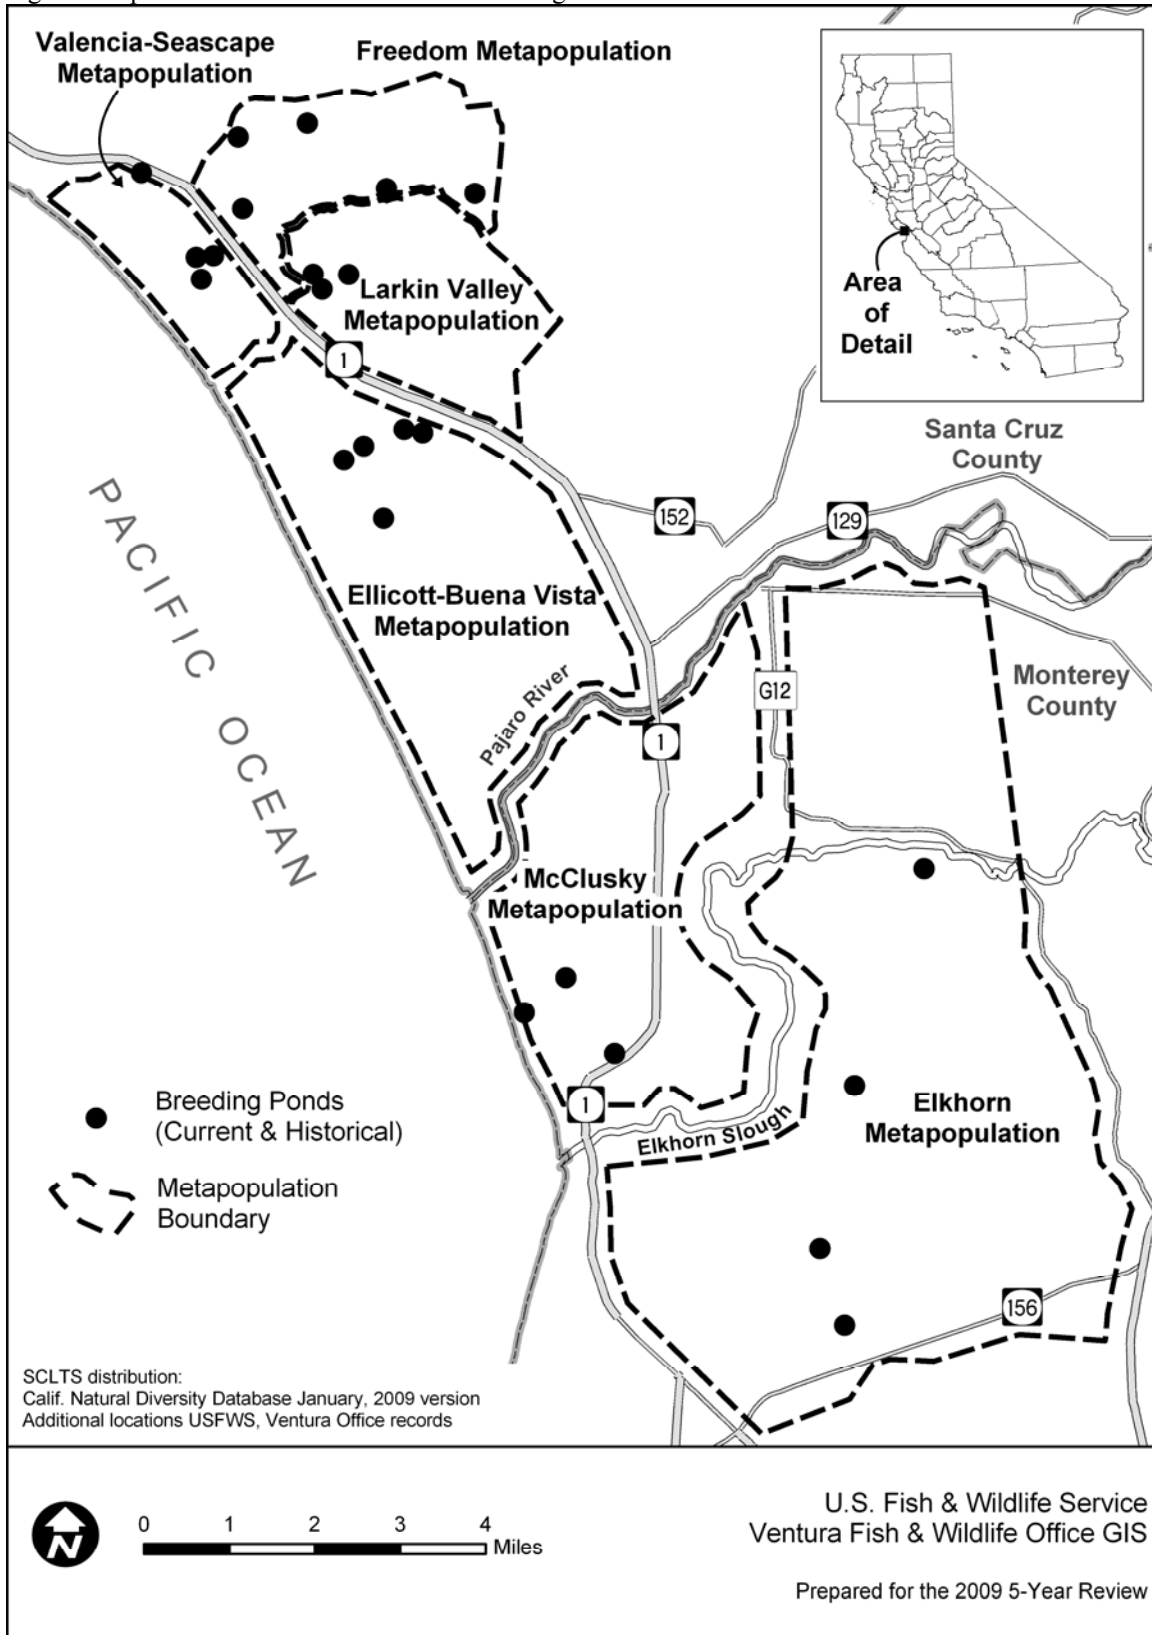 Valencia-Seascape
Metapopulation
Freedom Metapopulation
Larkin Valley
Metapopulation
1
Area
of
Detail
Santa Cruz
County
152
129
PACIFIC OCEAN
Ellicott-Buena Vista
Metapopulation
Pajaro River
G12
Monterey
County
1
McClusky
Metapopulation
Elkhorn
Metapopulation
1
Elkhorn Slough
156
Breeding Ponds
(Current & Historical)
Metapopulation
Boundary
SCLTS distribution:
Calif. Natural Diversity Database January, 2009 version
Additional locations USFWS, Ventura Office records
N
0 1 2 3 4
Miles
U.S. Fish & Wildlife Service
Ventura Fish & Wildlife Office GIS
Prepared for the 2009 5-Year Review